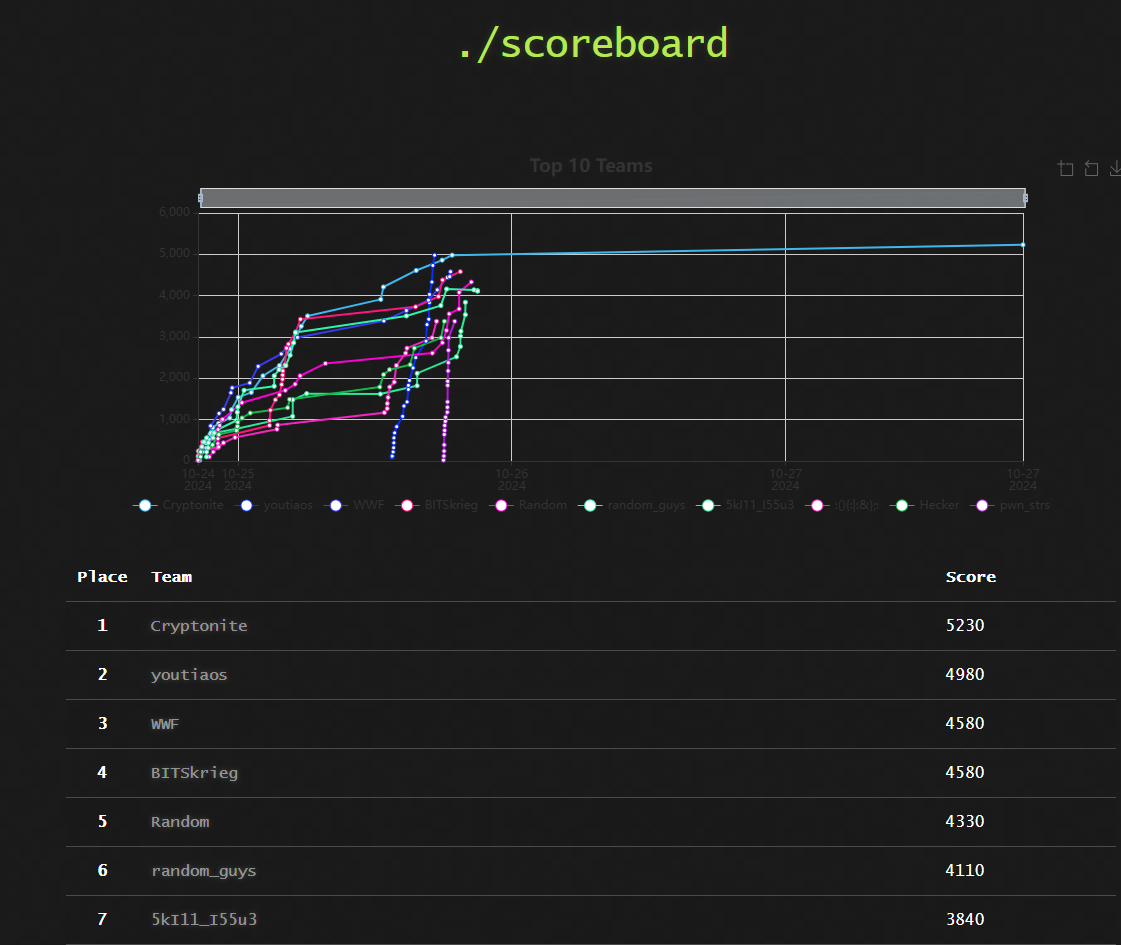 ./scoreboard
Top 10 Teams
6,000
5,000
4,000
3,000
2,000
1,000
0
10-24 10-25 10-26 10-27 10-27
2024 2024 2024 2024 2024
Cryptonite youtiaos WWF BITSkrieg Random random_guys 5kI11_I55u3 :(){:|:&};: Hecker pwn_strs
Place Team Score
1 Cryptonite 5230
2 youtiaos 4980
3 WWF 4580
4 BITSkrieg 4580
5 Random 4330
6 random_guys 4110
7 5kI11_I55u3 3840